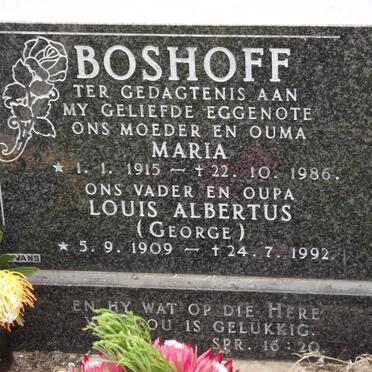 BOSHOFF
TER GEDAGTENIS AAN
MY GELIEFDE EGGENOTE
ONS MOEDER EN OUMA
MARIA
★ 1. 1. 1915 – † 22. 10. 1986.
ONS VADER EN OUPA
LOUIS ALBERTUS
(GEORGE)
★ 5. 9. 1909 – † 24. 7. 1992
VANS
EN HY WAT OP DIE HERE
IS GELUKKIG.
SPR. 16:20